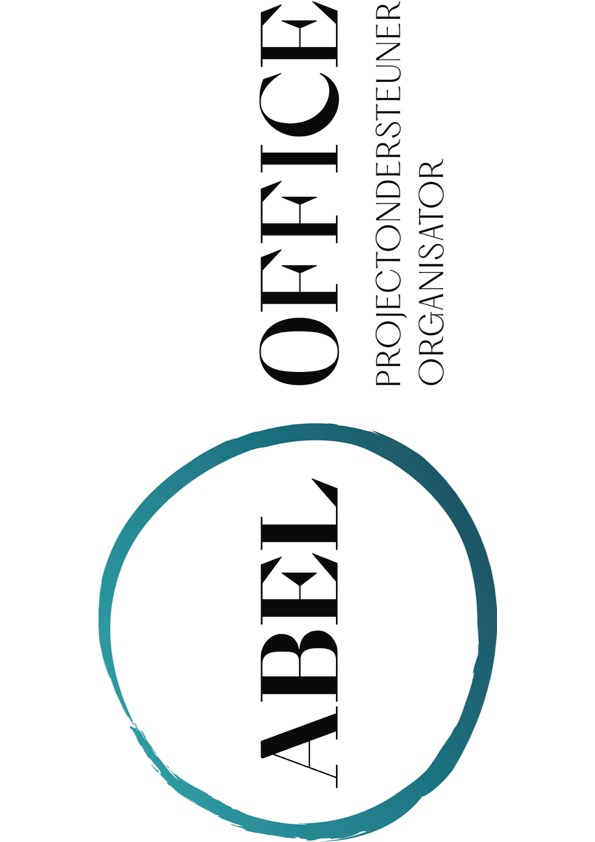 ABEL OFFICE
PROJECTONDERSTEUNER
ORGANISATOR